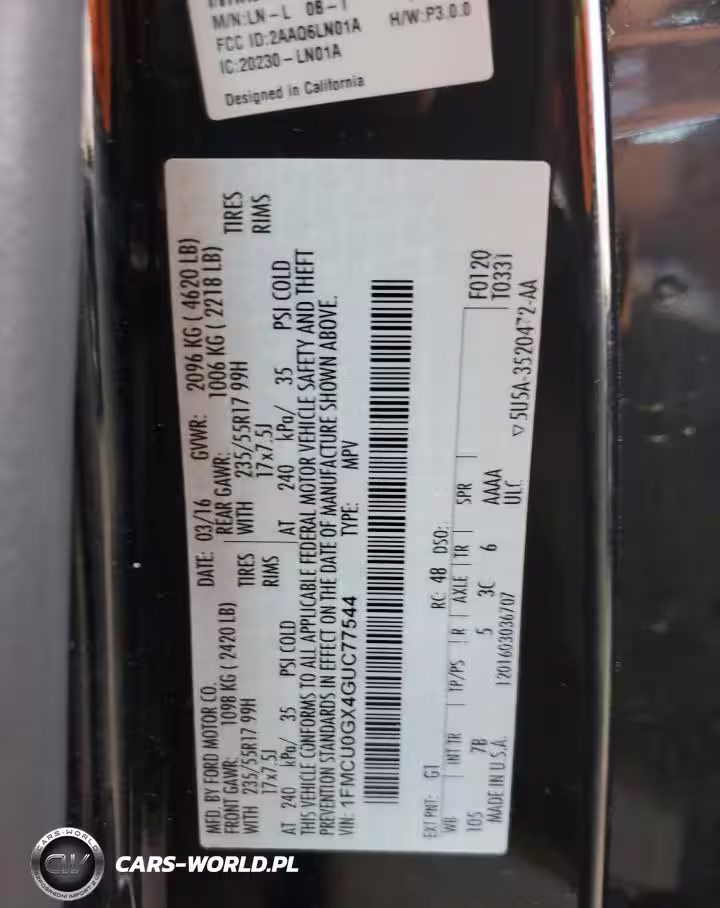 M/N:LN-L
FCC ID:2AAQ6LN01A
IC:20230-LN01A
H/W:P3.0.0
Designed in California
MFD. BY FORD MOTOR CO.
DATE: 03/16 GVWR: 2096 KG ( 4620 LB)
FRONT GAWR: REAR GAWR:
1098 KG ( 2420 LB) 1006 KG ( 2218 LB)
WITH 235/55R17 99H TIRES WITH 235/55R17 99H TIRES
17x7.5J RIMS 17x7.5J RIMS
AT 240 kPa/ 35 PSI COLD AT 240 kPa/ 35 PSI COLD
THIS VEHICLE CONFORMS TO ALL APPLICABLE FEDERAL MOTOR VEHICLE SAFETY AND THEFT
PREVENTION STANDARDS IN EFFECT ON THE DATE OF MANUFACTURE SHOWN ABOVE.
VIN: 1FMCU0GX4GUC77544 TYPE: MPV
EXT PNT: G1 RC: 48 DSO: F0120
WB INT TR TP/PS R AXLE TR SPR T0331
105 7B 5 3C 6 AAAA
ULC
MADE IN U.S.A. 1201603036707 ▽5U5A-3520472-AA
CARS-WORLD
CW
CARS-WORLD.PL